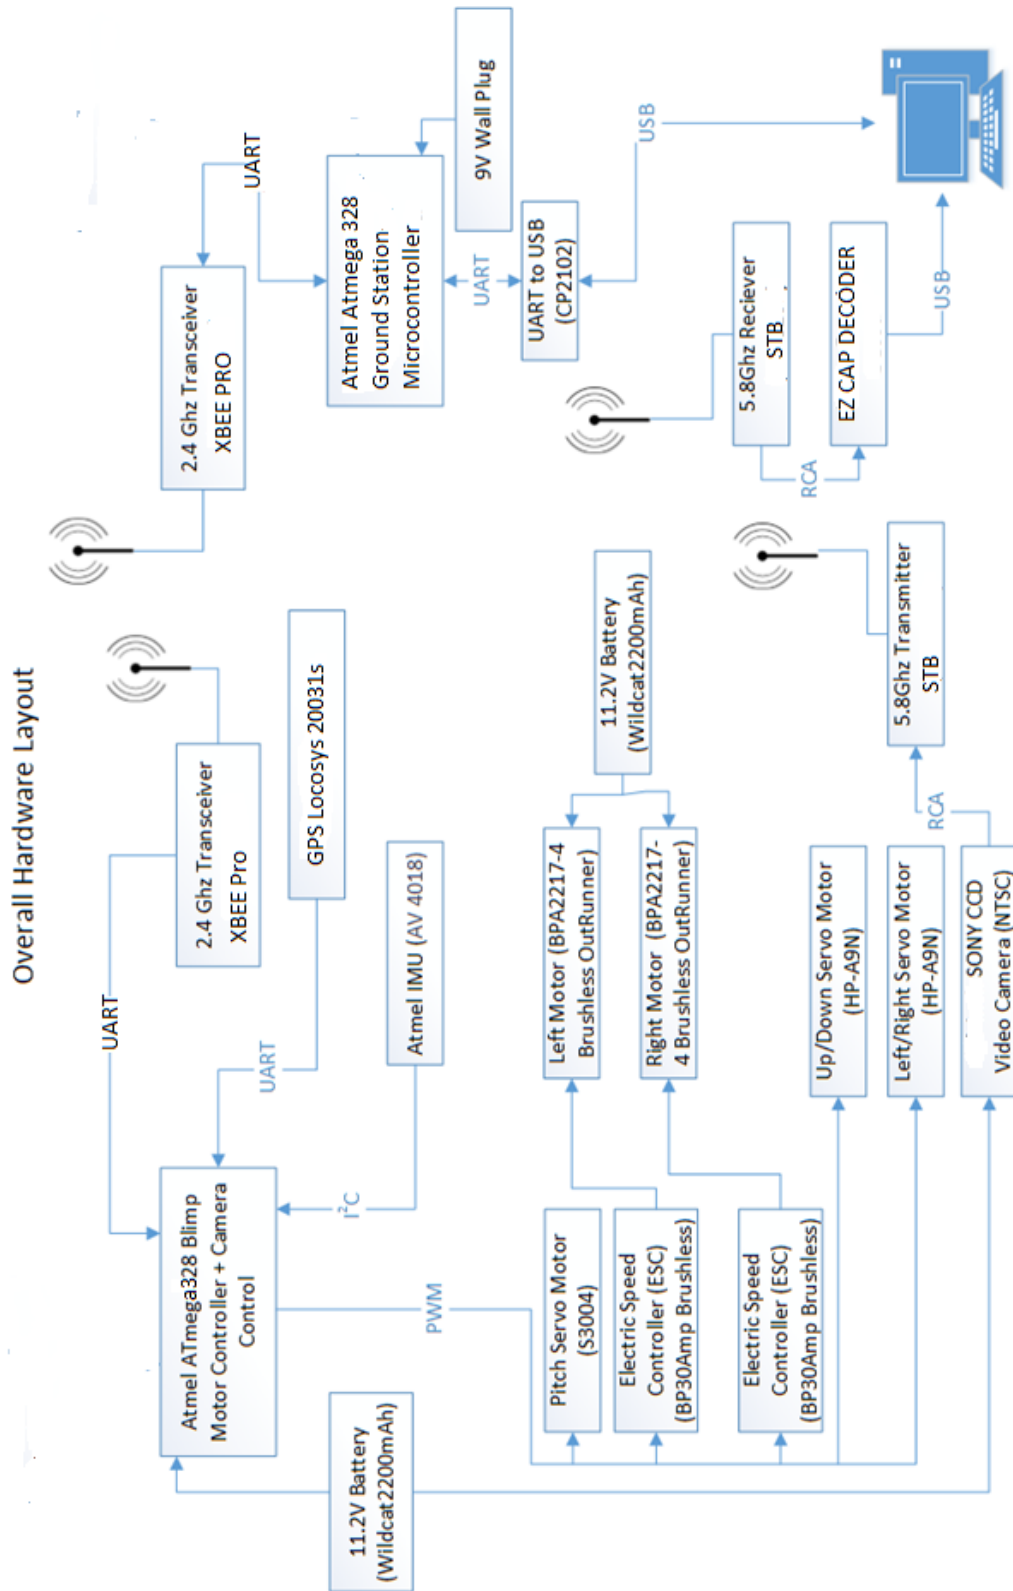 Overall Hardware Layout
UART
2.4 Ghz Transceiver
XBEE Pro
2.4 Ghz Transceiver
XBEE PRO
UART
11.2V Battery
(Wildcat2200mAh)
Atmel ATmega328 Blimp
Motor Controller + Camera
Control
UART
GPS Locosys 20031s
I²C
Atmel IMU (AV 4018)
PWM
Atmel Atmega 328
Ground Station
Microcontroller
9V Wall Plug
UART
UART to USB
(CP2102)
USB
Pitch Servo Motor
(S3004)
Electric Speed
Controller (ESC)
(BP30Amp Brushless)
Electric Speed
Controller (ESC)
(BP30Amp Brushless)
Left Motor (BPA2217-4
Brushless OutRunner)
Right Motor (BPA2217-
4 Brushless OutRunner)
11.2V Battery
(Wildcat2200mAh)
Up/Down Servo Motor
(HP-A9N)
Left/Right Servo Motor
(HP-A9N)
SONY CCD
Video Camera (NTSC)
RCA
5.8Ghz Transmitter
STB
5.8Ghz Reciever
STB
RCA
EZ CAP DECODER
USB